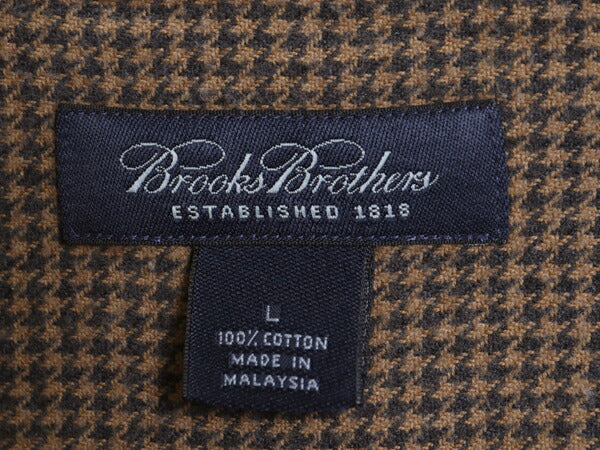 Brooks Brothers
ESTABLISHED 1818
L
100% COTTON
MADE IN
MALAYSIA